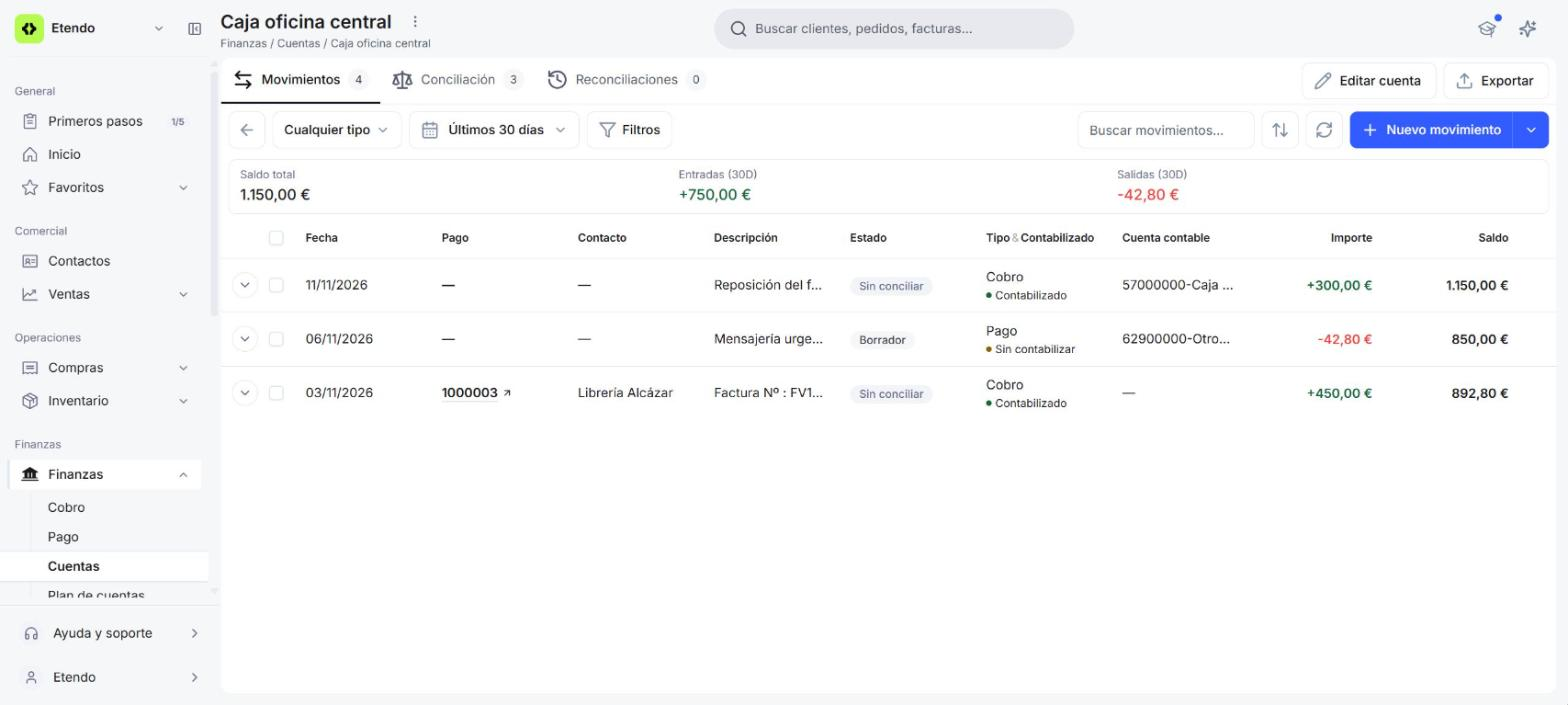 Etendo
Caja oficina central
Finanzas / Cuentas / Caja oficina central
Buscar clientes, pedidos, facturas...
General
Primeros pasos 1/5
Inicio
Favoritos
Comercial
Contactos
Ventas
Operaciones
Compras
Inventario
Finanzas
Finanzas
Cobro
Pago
Cuentas
Plan de cuentas
Ayuda y soporte
Etendo
Movimientos 4 Conciliación 3 Reconciliaciones 0
Editar cuenta Exportar
Cualquier tipo Últimos 30 días Filtros Buscar movimientos... Nuevo movimiento
Saldo total Entradas (30D) Salidas (30D)
1.150,00 € +750,00 € -42,80 €
Fecha Pago Contacto Descripción Estado Tipo & Contabilizado Cuenta contable Importe Saldo
11/11/2026 — — Reposición del f... Sin conciliar Cobro 57000000-Caja ... +300,00 € 1.150,00 €
Contabilizado
06/11/2026 — — Mensajería urge... Borrador Pago 62900000-Otro... -42,80 € 850,00 €
Sin contabilizar
03/11/2026 1000003 Librería Alcázar Factura Nº : FV1... Sin conciliar Cobro — +450,00 € 892,80 €
Contabilizado